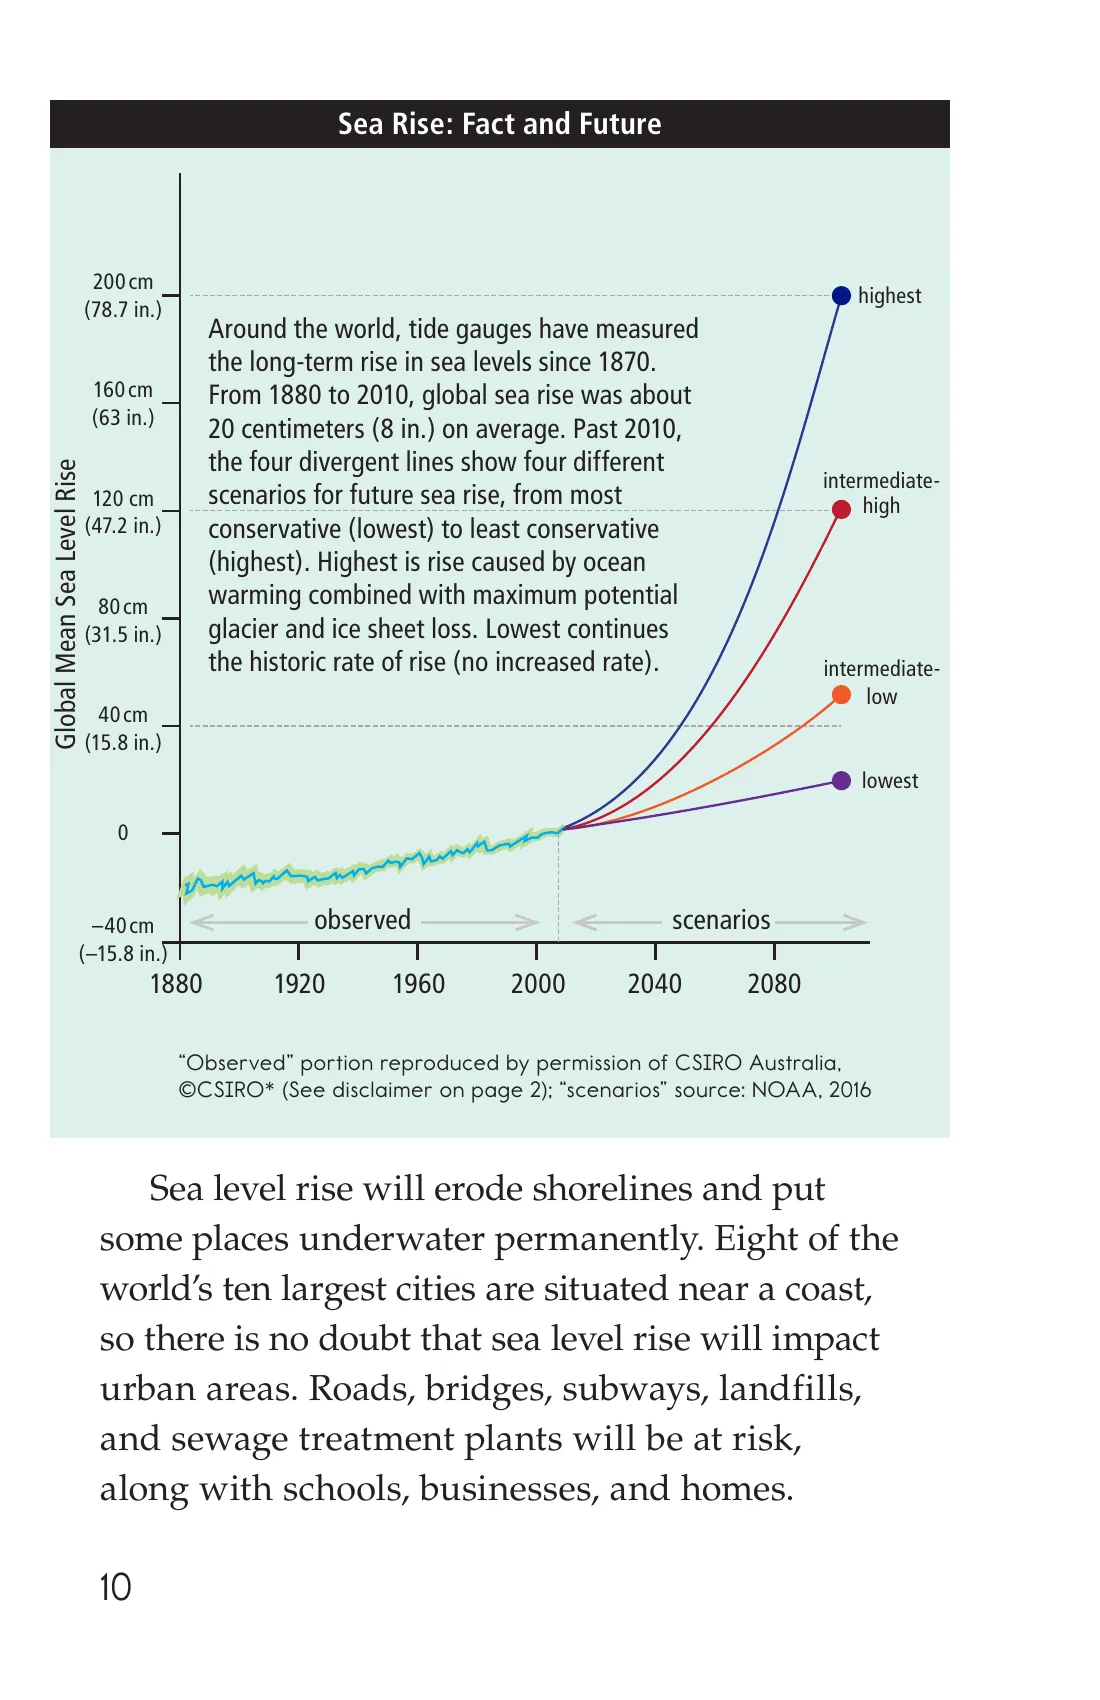 Sea Rise: Fact and Future
200 cm
(78.7 in.)
160 cm
(63 in.)
120 cm
(47.2 in.)
80 cm
(31.5 in.)
40 cm
(15.8 in.)
0
–40 cm
(–15.8 in.)
Global Mean Sea Level Rise
Around the world, tide gauges have measured
the long-term rise in sea levels since 1870.
From 1880 to 2010, global sea rise was about
20 centimeters (8 in.) on average. Past 2010,
the four divergent lines show four different
scenarios for future sea rise, from most
conservative (lowest) to least conservative
(highest). Highest is rise caused by ocean
warming combined with maximum potential
glacier and ice sheet loss. Lowest continues
the historic rate of rise (no increased rate).
highest
intermediate-
high
intermediate-
low
lowest
observed
scenarios
1880 1920 1960 2000 2040 2080
“Observed” portion reproduced by permission of CSIRO Australia,
©CSIRO* (See disclaimer on page 2); “scenarios” source: NOAA, 2016
Sea level rise will erode shorelines and put
some places underwater permanently. Eight of the
world’s ten largest cities are situated near a coast,
so there is no doubt that sea level rise will impact
urban areas. Roads, bridges, subways, landfills,
and sewage treatment plants will be at risk,
along with schools, businesses, and homes.
10